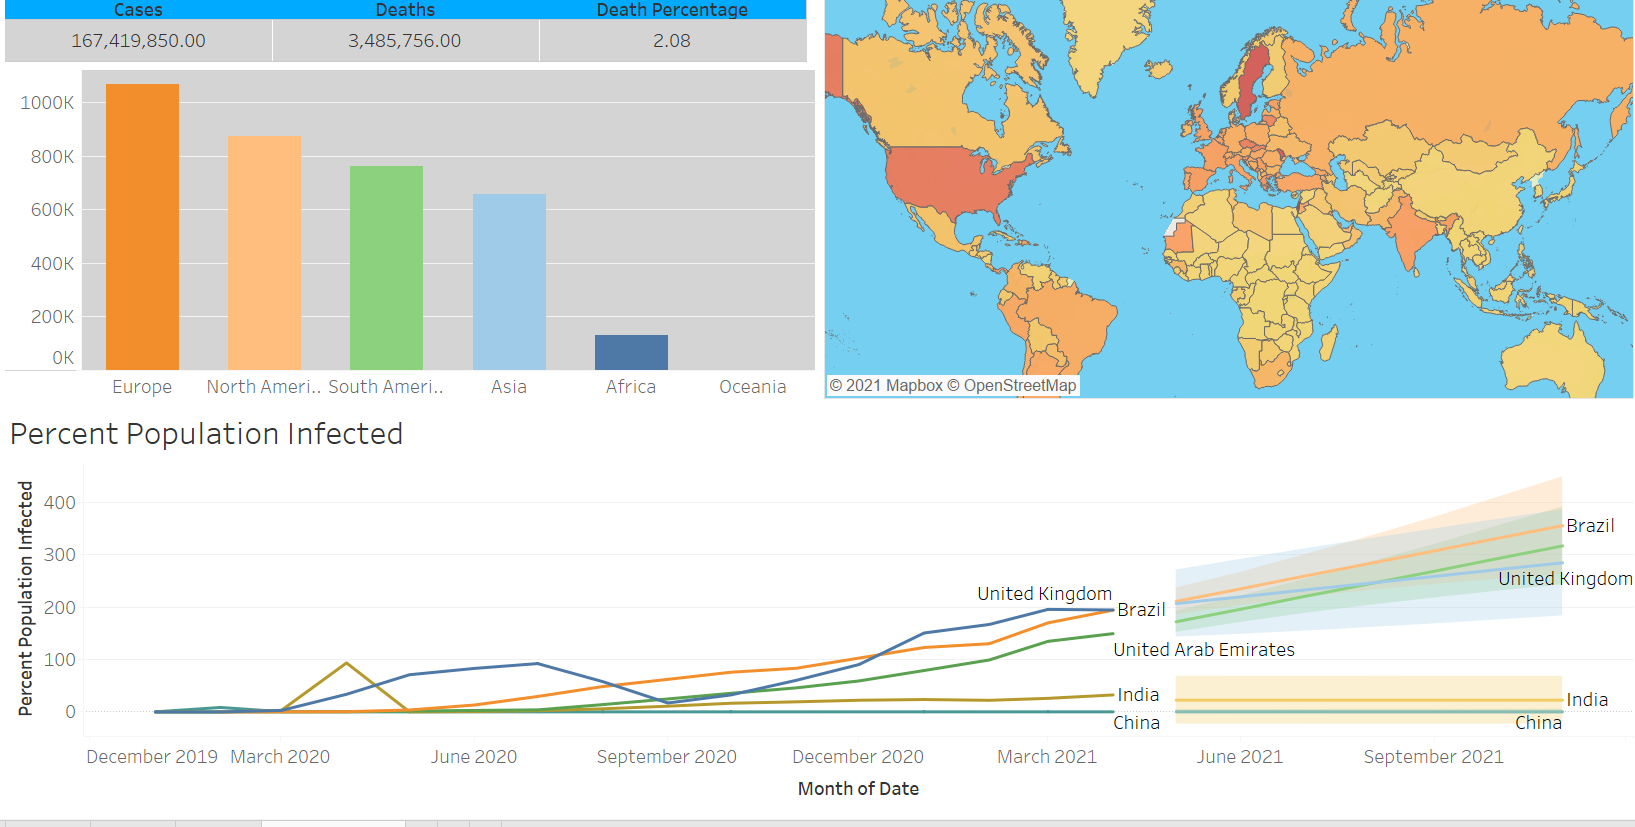 Cases Deaths Death Percentage
167,419,850.00 3,485,756.00 2.08
1000K
800K
600K
400K
200K
0K
Europe North Ameri.. South Ameri.. Asia Africa Oceania
© 2021 Mapbox © OpenStreetMap
Percent Population Infected
Percent Population Infected
400
300
200
100
0
United Kingdom
Brazil
United Arab Emirates
India
China
Brazil
United Kingdom
India
China
December 2019 March 2020 June 2020 September 2020 December 2020 March 2021 June 2021 September 2021
Month of Date